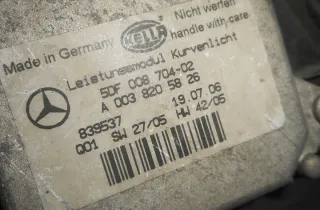 Made in Germany HELLA Nicht werfen
handle with care
Leistungsmodul Kurvenlicht
5DF 008 704-02
A 003 820 58 26
839537 19.07.06
Q01 SW 27/05 HW 42/05